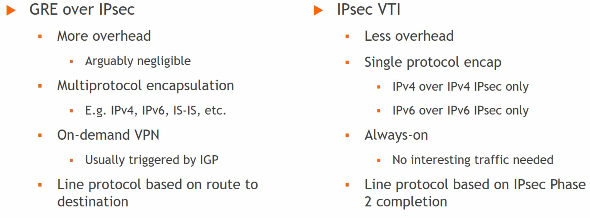 GRE over IPsec
More overhead
Arguably negligible
Multiprotocol encapsulation
E.g. IPv4, IPv6, IS-IS, etc.
On-demand VPN
Usually triggered by IGP
Line protocol based on route to
destination
IPsec VTI
Less overhead
Single protocol encap
IPv4 over IPv4 IPsec only
IPv6 over IPv6 IPsec only
Always-on
No interesting traffic needed
Line protocol based on IPsec Phase
2 completion